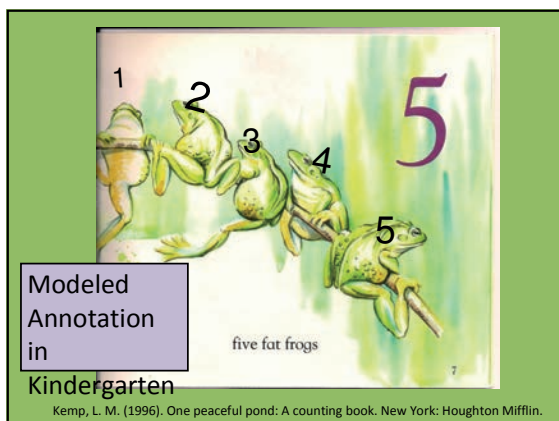 1
2
3
4
5
5
five fat frogs
7
Modeled
Annotation
in
Kindergarten
Kemp, L. M. (1996). One peaceful pond: A counting book. New York: Houghton Mifflin.